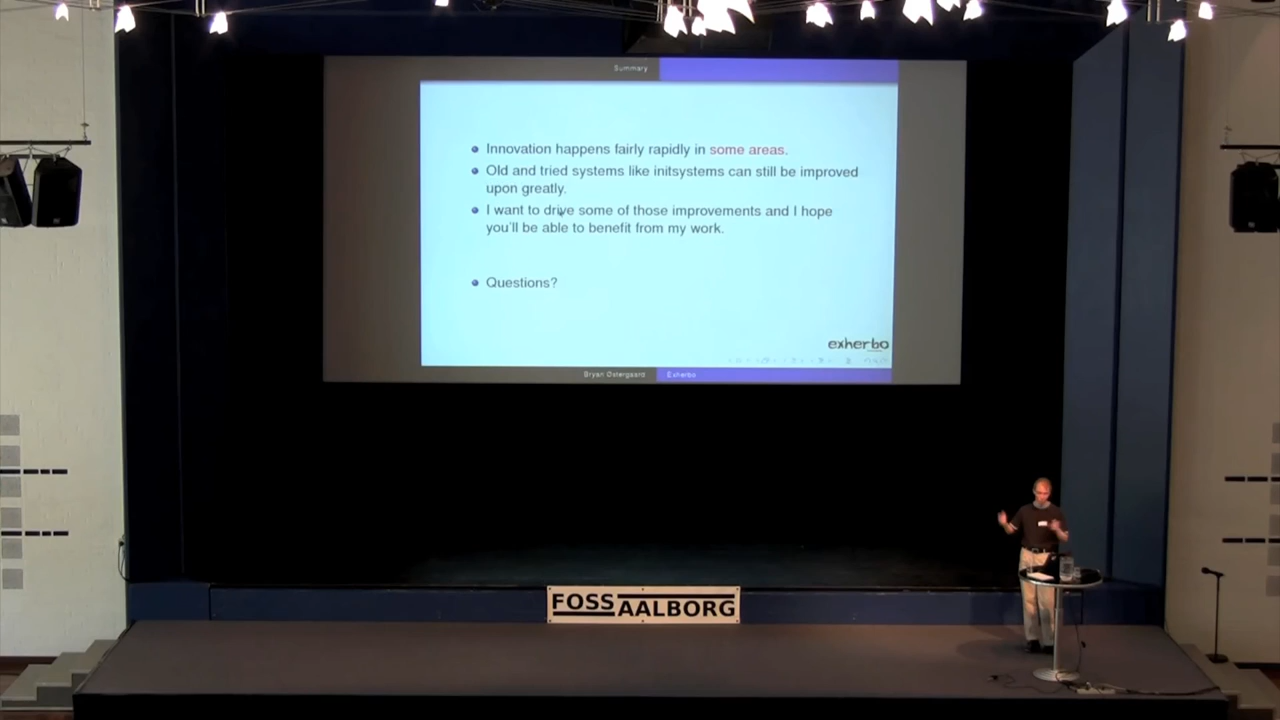 Summary
Innovation happens fairly rapidly in some areas.
Old and tried systems like initsystems can still be improved
upon greatly.
I want to drive some of those improvements and I hope
you'll be able to benefit from my work.
Questions?
exherbo
Bryan Østergaard Exherbo
FOSS AALBORG